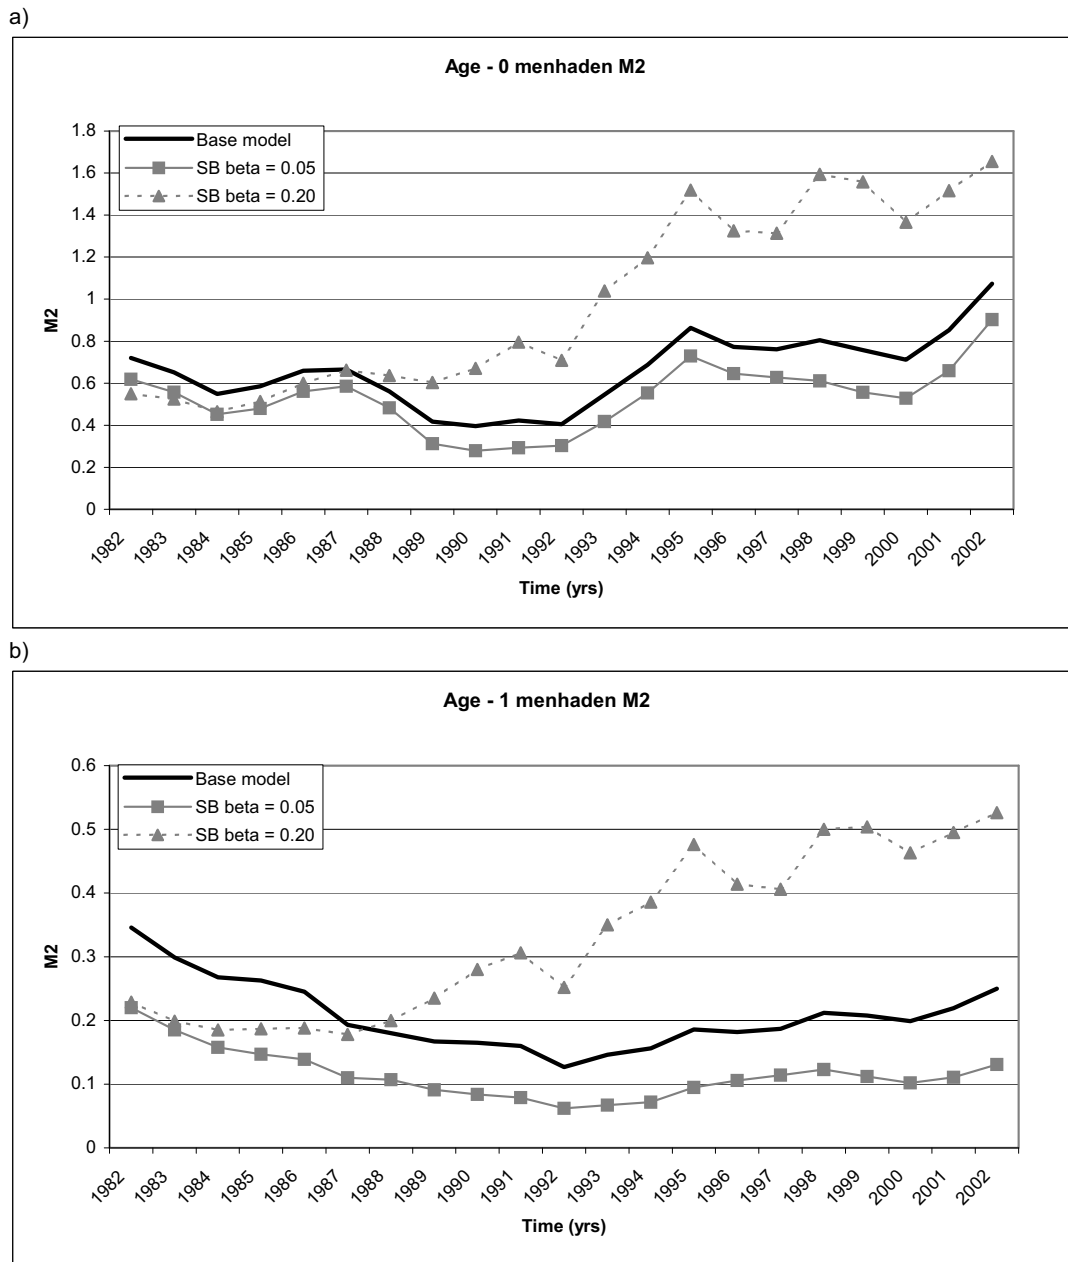 a)
Age - 0 menhaden M2
Base model
SB beta = 0.05
SB beta = 0.20
1.8
1.6
1.4
1.2
1
0.8
0.6
0.4
0.2
0
M2
1982 1983 1984 1985 1986 1987 1988 1989 1990 1991 1992 1993 1994 1995 1996 1997 1998 1999 2000 2001 2002
Time (yrs)
b)
Age - 1 menhaden M2
Base model
SB beta = 0.05
SB beta = 0.20
0.6
0.5
0.4
0.3
0.2
0.1
0
M2
1982 1983 1984 1985 1986 1987 1988 1989 1990 1991 1992 1993 1994 1995 1996 1997 1998 1999 2000 2001 2002
Time (yrs)